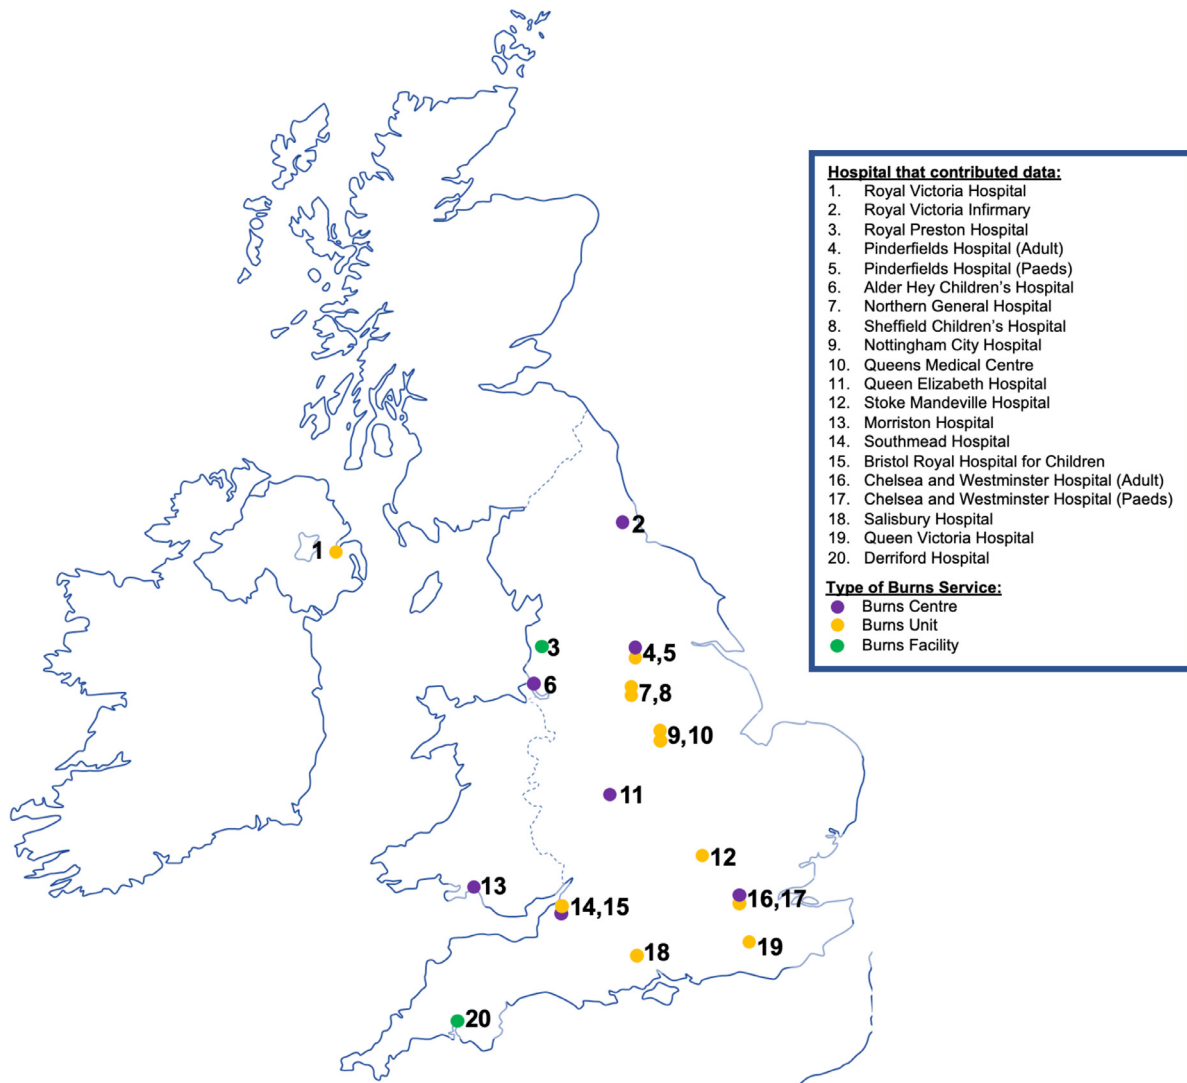 Hospital that contributed data:
1. Royal Victoria Hospital
2. Royal Victoria Infirmary
3. Royal Preston Hospital
4. Pinderfields Hospital (Adult)
5. Pinderfields Hospital (Paeds)
6. Alder Hey Children's Hospital
7. Northern General Hospital
8. Sheffield Children's Hospital
9. Nottingham City Hospital
10. Queens Medical Centre
11. Queen Elizabeth Hospital
12. Stoke Mandeville Hospital
13. Morriston Hospital
14. Southmead Hospital
15. Bristol Royal Hospital for Children
16. Chelsea and Westminster Hospital (Adult)
17. Chelsea and Westminster Hospital (Paeds)
18. Salisbury Hospital
19. Queen Victoria Hospital
20. Derriford Hospital
Type of Burns Service:
Burns Centre
Burns Unit
Burns Facility
2
1
3
4,5
6
7,8
9,10
11
12
13
14,15
16,17
18
19
20